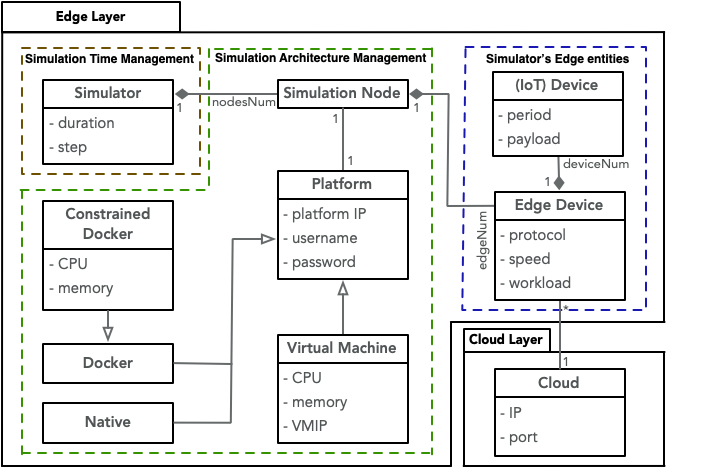 Edge Layer
Simulation Time Management
Simulator
- duration
- step
1
nodesNum
Simulation Architecture Management
Simulation Node
1
1
1
Platform
- platform IP
- username
- password
Constrained
Docker
- CPU
- memory
Docker
Native
Virtual Machine
- CPU
- memory
- VMIP
Simulator's Edge entities
(IoT) Device
- period
- payload
deviceNum
1
Edge Device
- protocol
- speed
- workload
edgeNum
*
Cloud Layer
1
Cloud
- IP
- port